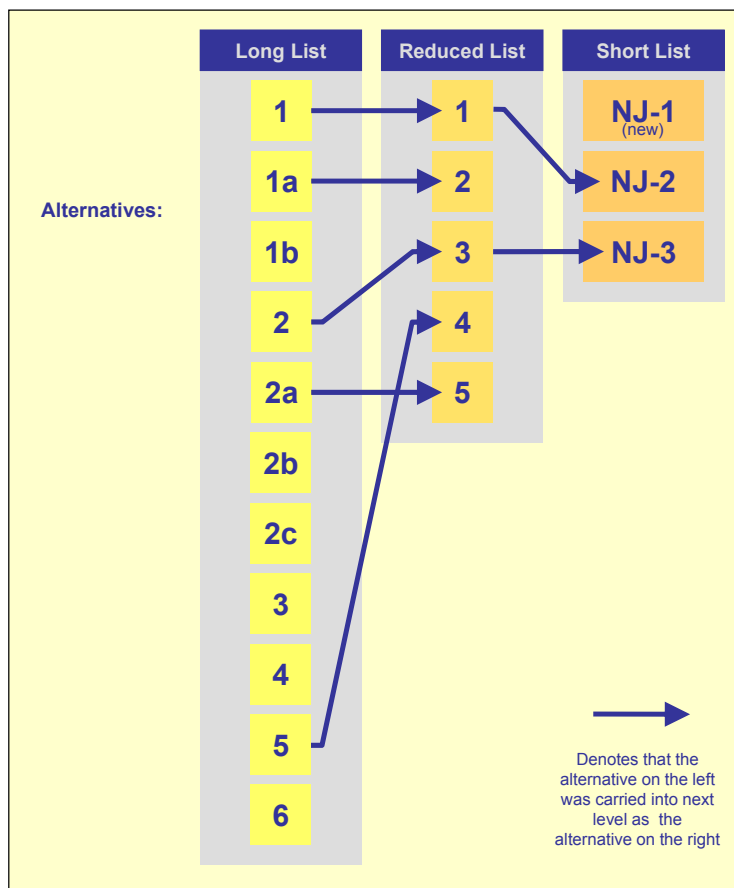 Long List
Reduced List
Short List
Alternatives:
1
1
NJ-1
(new)
1a
2
NJ-2
1b
3
NJ-3
2
4
2a
5
2b
2c
3
4
5
6
Denotes that the
alternative on the left
was carried into next
level as the
alternative on the right